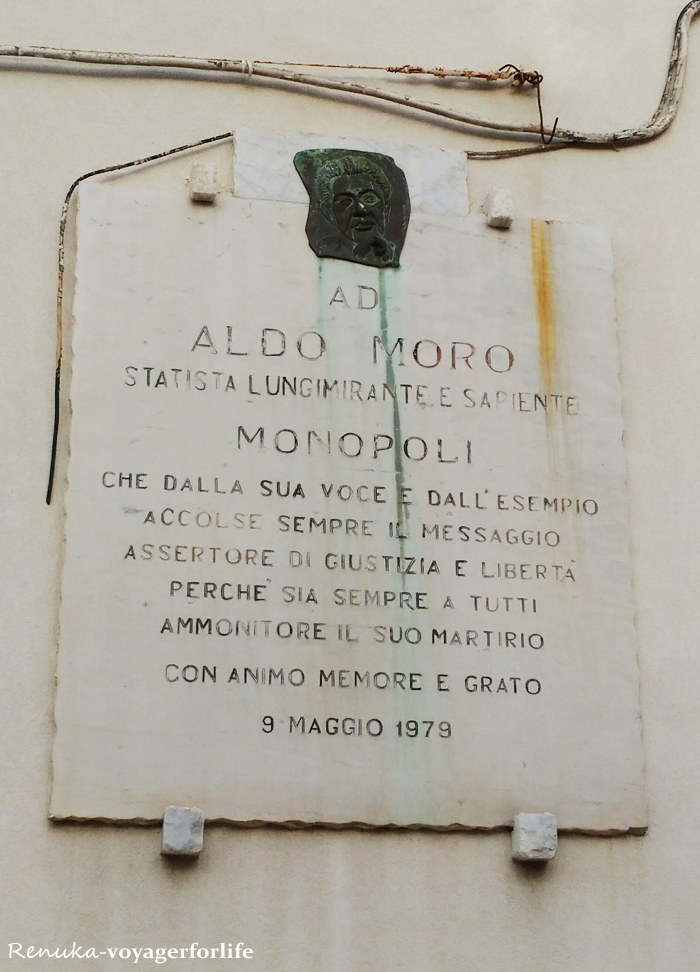 AD
ALDO MORO
STATISTA LUNGIMIRANTE E SAPIENTE
MONOPOLI
CHE DALLA SUA VOCE E DALL'ESEMPIO
ACCOLSE SEMPRE IL MESSAGGIO
ASSERTORE DI GIUSTIZIA E LIBERTÀ
PERCHE' SIA SEMPRE A TUTTI
AMMONITORE IL SUO MARTIRIO
CON ANIMO MEMORE E GRATO
9 MAGGIO 1979
Renuka-voyagerforlife